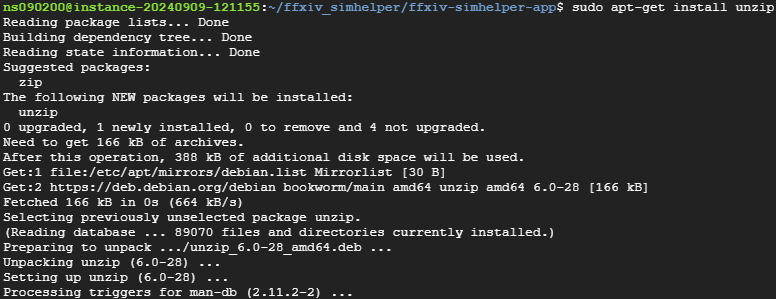 ns090200@instance-20240909-121155:~/ffxiv_simhelper/ffxiv-simhelper-app$ sudo apt-get install unzip
Reading package lists... Done
Building dependency tree... Done
Reading state information... Done
Suggested packages:
  zip
The following NEW packages will be installed:
  unzip
0 upgraded, 1 newly installed, 0 to remove and 4 not upgraded.
Need to get 166 kB of archives.
After this operation, 388 kB of additional disk space will be used.
Get:1 file:/etc/apt/mirrors/debian.list Mirrorlist [30 B]
Get:2 https://deb.debian.org/debian bookworm/main amd64 unzip amd64 6.0-28 [166 kB]
Fetched 166 kB in 0s (664 kB/s)
Selecting previously unselected package unzip.
(Reading database ... 89070 files and directories currently installed.)
Preparing to unpack .../unzip_6.0-28_amd64.deb ...
Unpacking unzip (6.0-28) ...
Setting up unzip (6.0-28) ...
Processing triggers for man-db (2.11.2-2) ...